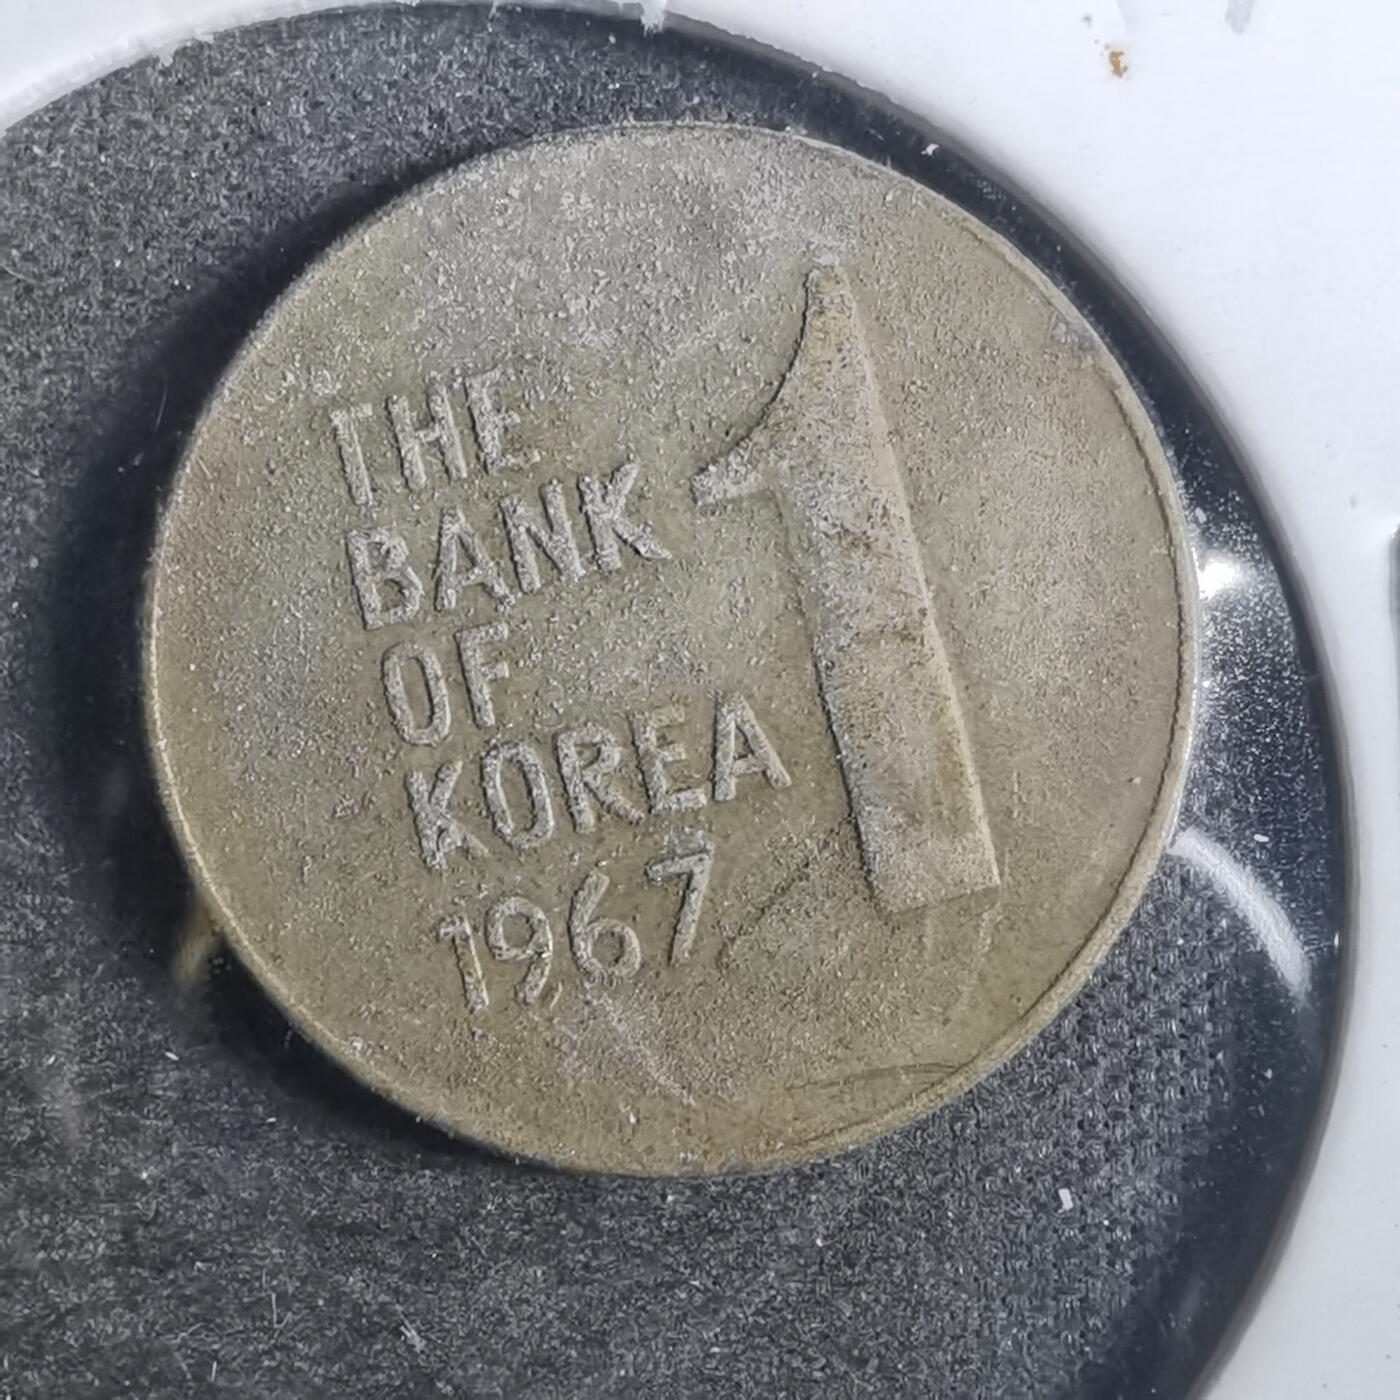 THE
BANK
OF
KOREA
1967
1